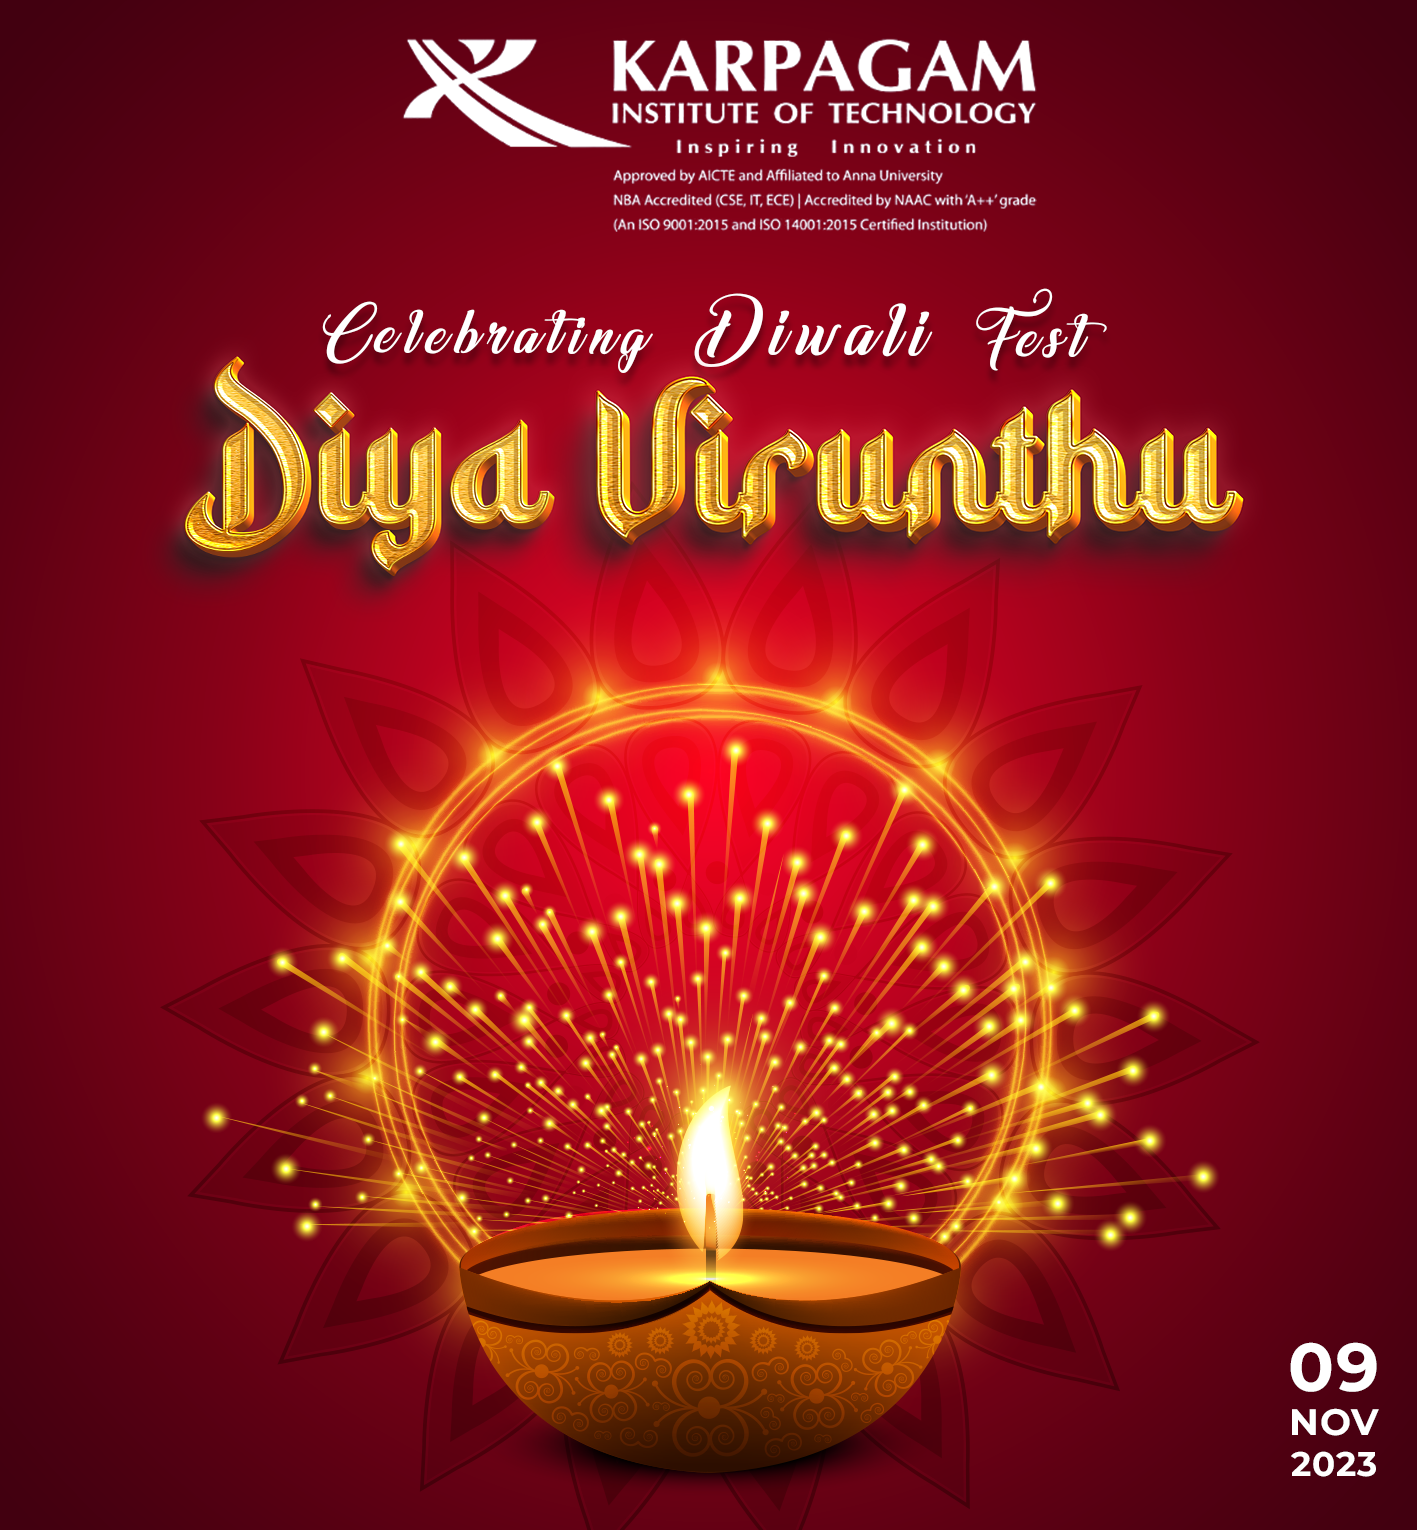 KARPAGAM
INSTITUTE OF TECHNOLOGY
Inspiring Innovation
Approved by AICTE and Affiliated to Anna University
NBA Accredited (CSE, IT, ECE) | Accredited by NAAC with 'A++' grade
(An ISO 9001:2015 and ISO 14001:2015 Certified Institution)
Celebrating Diwali Fest
Diya Virunthu
09
NOV
2023